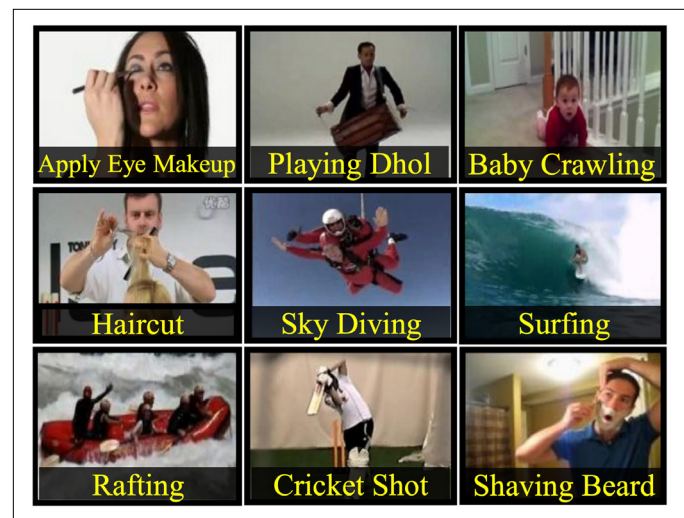 Apply Eye Makeup
Playing Dhol
Baby Crawling
Haircut
Sky Diving
Surfing
Rafting
Cricket Shot
Shaving Beard